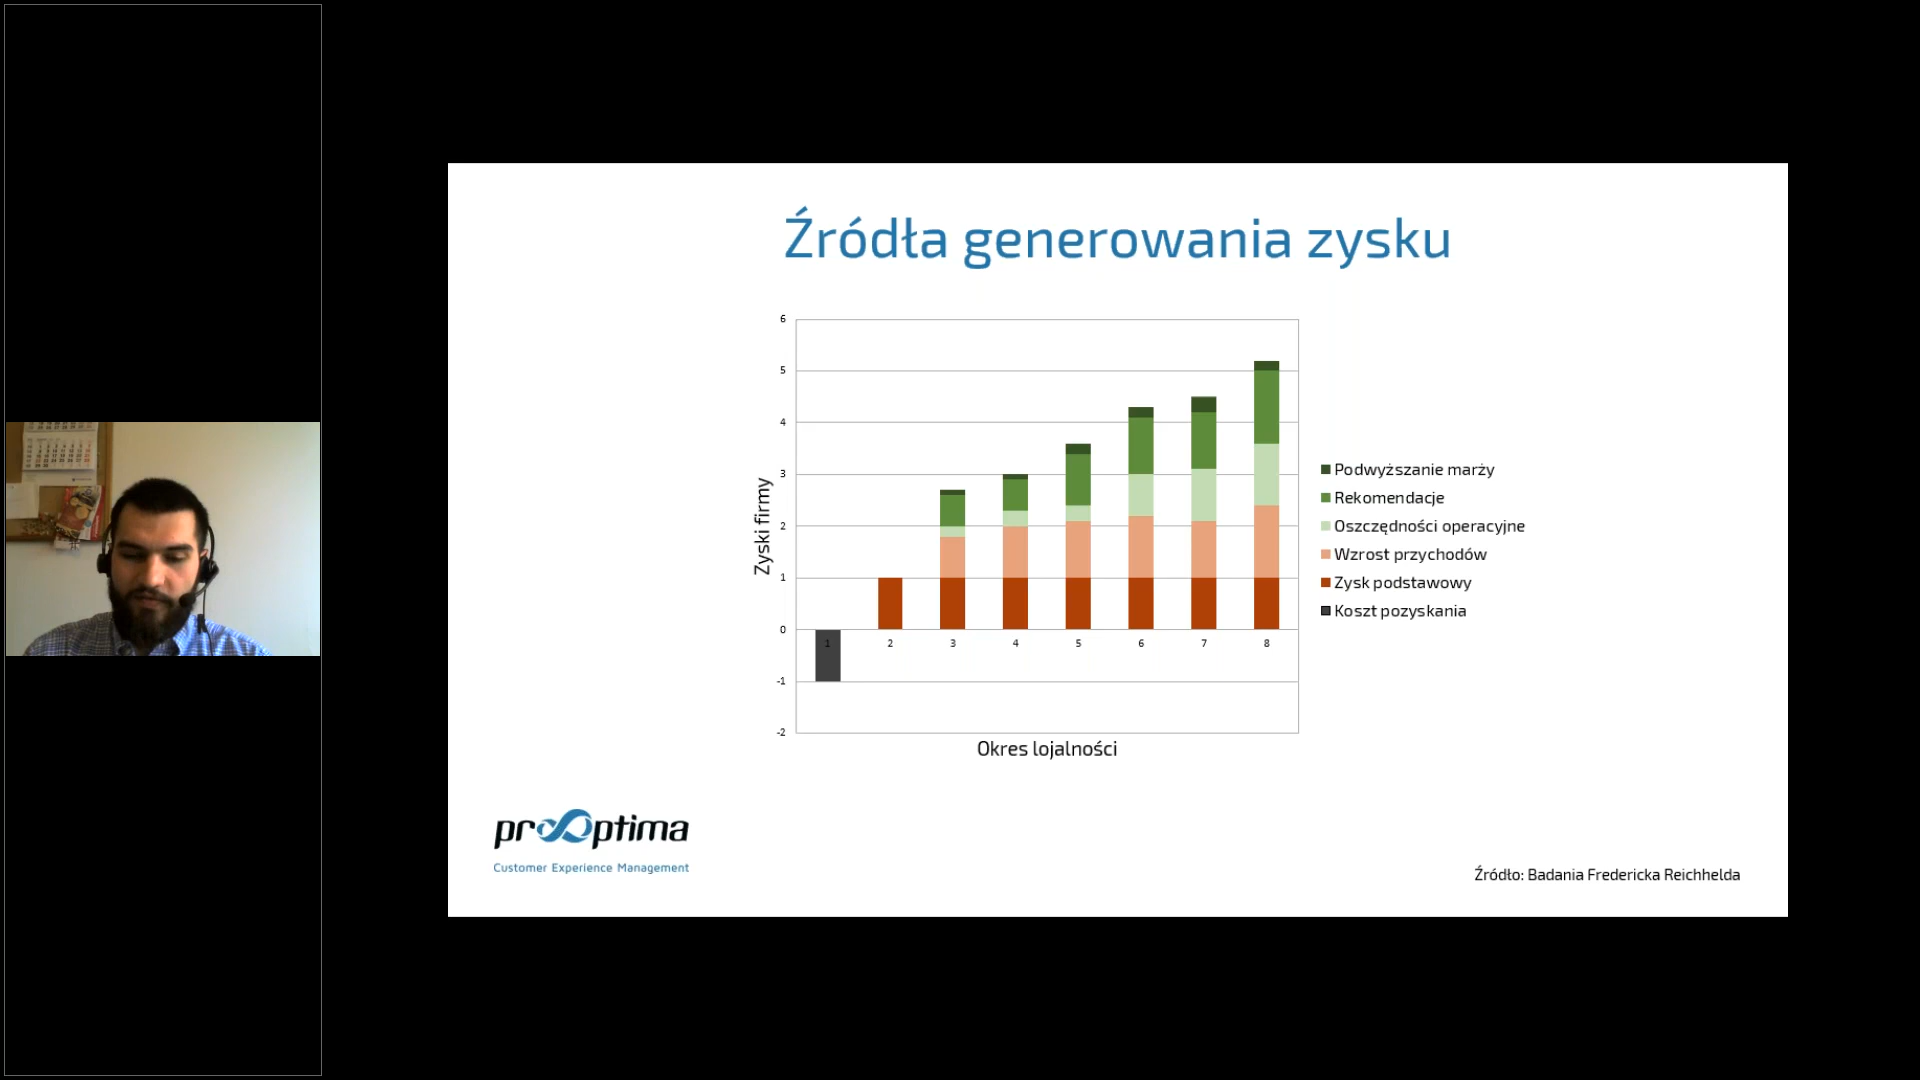 Źródła generowania zysku
6
5
4
3
2
1
0
-1
-2
Zyski firmy
1 2 3 4 5 6 7 8
Okres lojalności
Podwyższanie marży
Rekomendacje
Oszczędności operacyjne
Wzrost przychodów
Zysk podstawowy
Koszt pozyskania
prooptima
Customer Experience Management
Źródło: Badania Fredericka Reichhelda